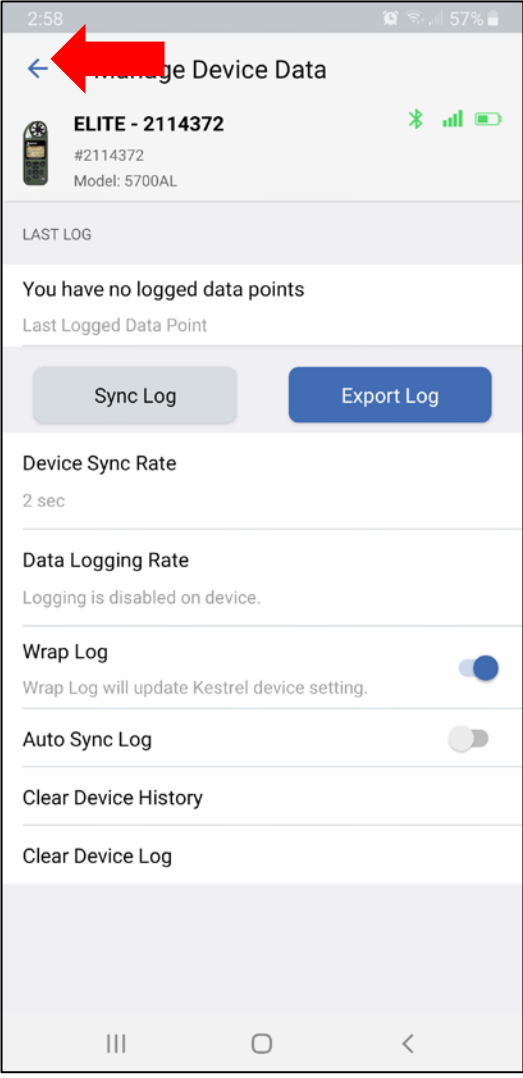 2:58 57%
Manage Device Data
ELITE - 2114372
#2114372
Model: 5700AL
LAST LOG
You have no logged data points
Last Logged Data Point
Sync Log Export Log
Device Sync Rate
2 sec
Data Logging Rate
Logging is disabled on device.
Wrap Log
Wrap Log will update Kestrel device setting.
Auto Sync Log
Clear Device History
Clear Device Log